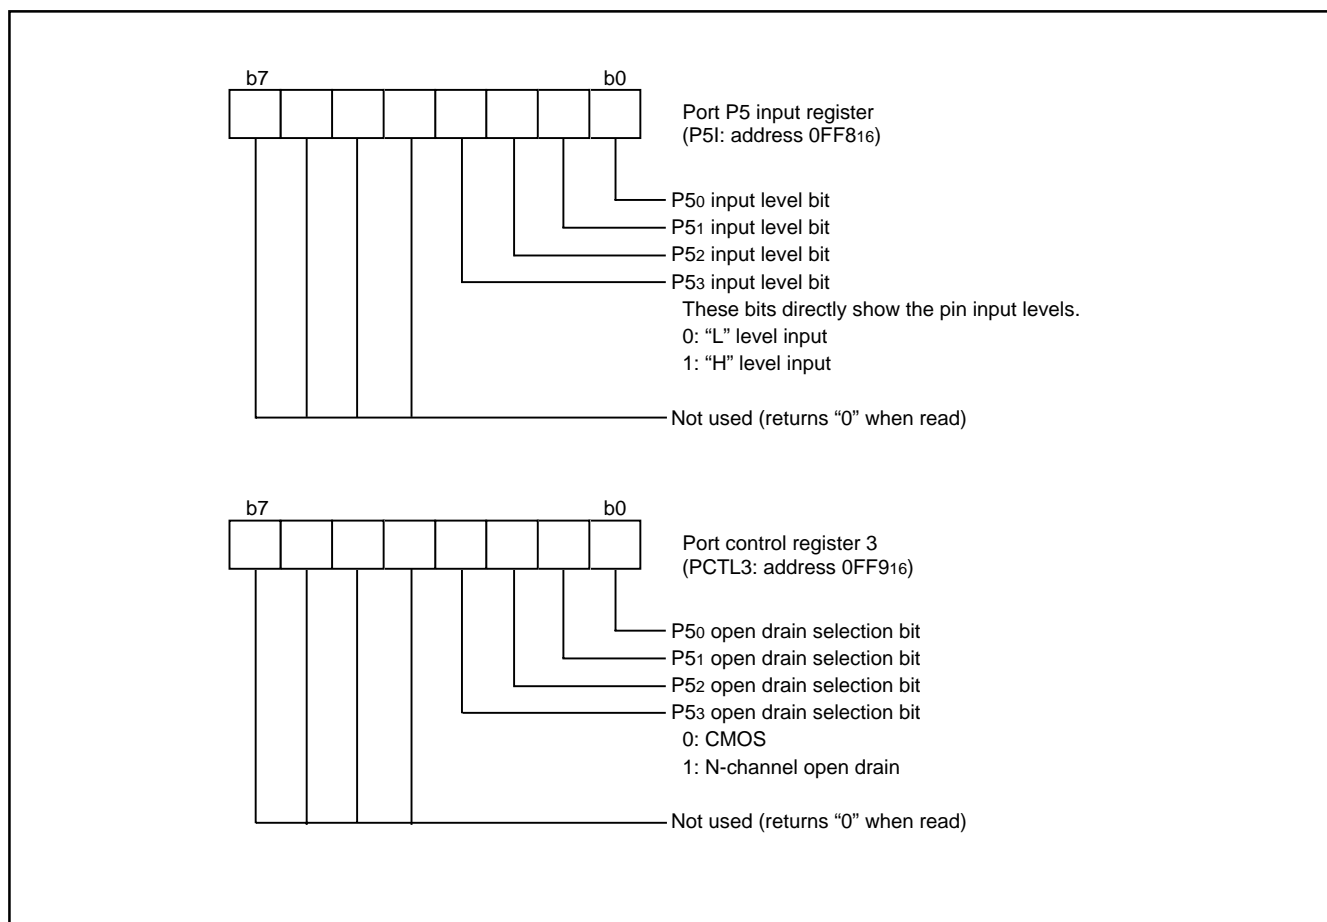 b7 b0
Port P5 input register
(P5I: address 0FF816)
P50 input level bit
P51 input level bit
P52 input level bit
P53 input level bit
These bits directly show the pin input levels.
0: “L” level input
1: “H” level input
Not used (returns “0” when read)
b7 b0
Port control register 3
(PCTL3: address 0FF916)
P50 open drain selection bit
P51 open drain selection bit
P52 open drain selection bit
P53 open drain selection bit
0: CMOS
1: N-channel open drain
Not used (returns “0” when read)